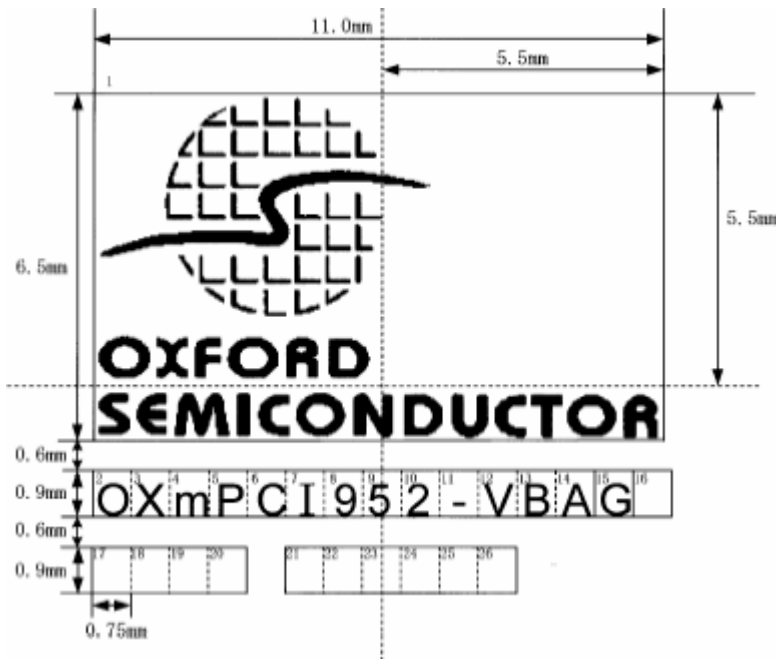 11.0mm
5.5mm
1
5.5mm
6.5mm
OXFORD
SEMICONDUCTOR
0.6mm
2 3 4 5 6 7 8 9 10 11 12 13 14 15 16
0.9mm
OXmPCI952-VBAG
0.6mm
17 18 19 20 21 22 23 24 25 26
0.9mm
0.75mm